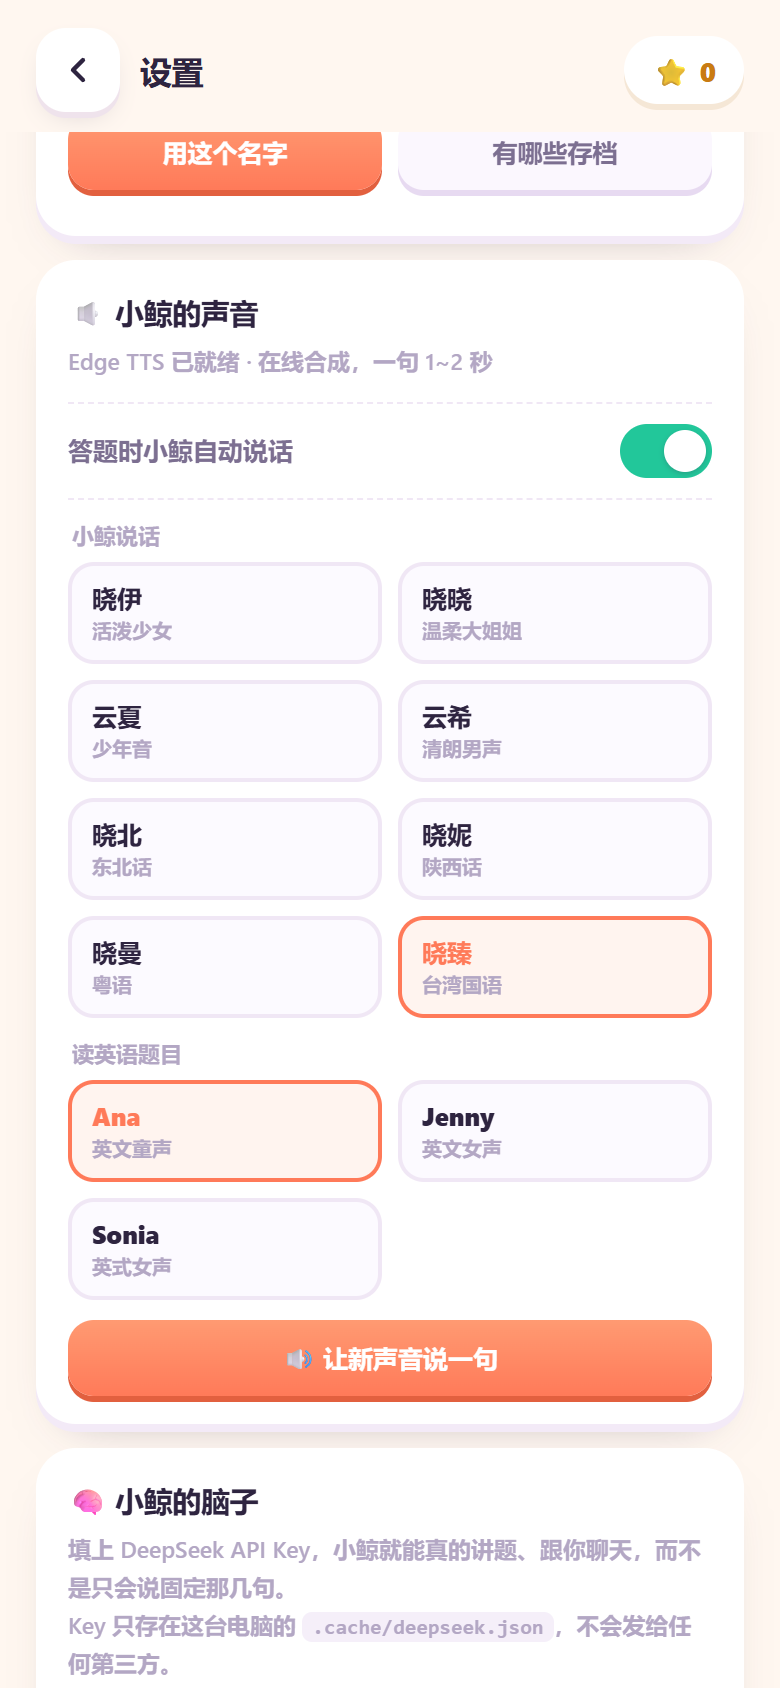 设置
0
用这个名字
有哪些存档
小鲸的声音
Edge TTS 已就绪 · 在线合成，一句 1~2 秒
答题时小鲸自动说话
小鲸说话
晓伊
活泼少女
晓晓
温柔大姐姐
云夏
少年音
云希
清朗男声
晓北
东北话
晓妮
陕西话
晓曼
粤语
晓臻
台湾国语
读英语题目
Ana
英文童声
Jenny
英文女声
Sonia
英式女声
让新声音说一句
小鲸的脑子
填上 DeepSeek API Key，小鲸就能真的讲题、跟你聊天，而不
是只会说固定那几句。
Key 只存在这台电脑的 .cache/deepseek.json ，不会发给任
何第三方。